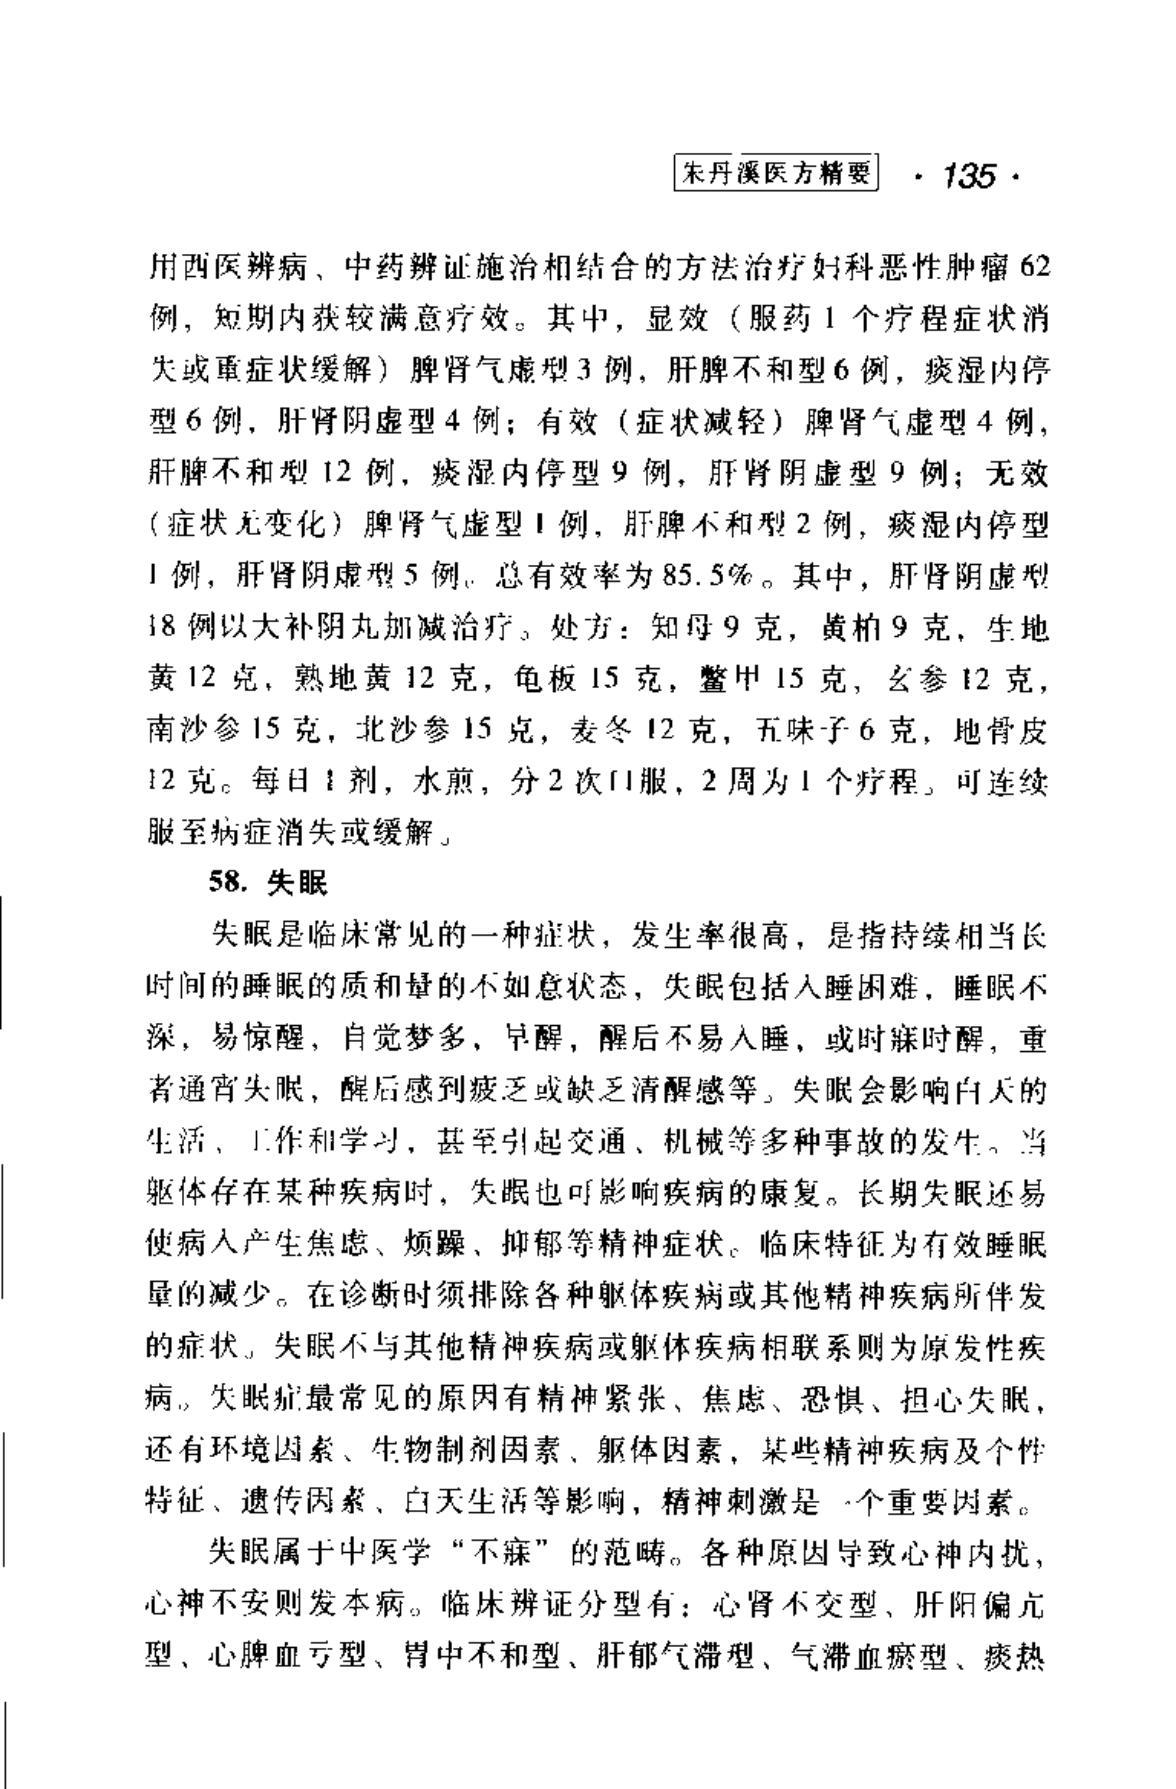 朱丹溪医方精要 · 135 ·
用西医辨病、中药辨证施治相结合的方法治疗妇科恶性肿瘤 62
例，短期内获较满意疗效。其中，显效（服药 1 个疗程症状消
失或重症状缓解）脾肾气虚型 3 例，肝脾不和型 6 例，痰湿内停
型 6 例，肝肾阴虚型 4 例；有效（症状减轻）脾肾气虚型 4 例，
肝脾不和型 12 例，痰湿内停型 9 例，肝肾阴虚型 9 例；无效
（症状无变化）脾肾气虚型 1 例，肝脾不和型 2 例，痰湿内停型
1 例，肝肾阴虚型 5 例。总有效率为 85.5%。其中，肝肾阴虚型
18 例以大补阴丸加减治疗。处方：知母 9 克，黄柏 9 克，生地
黄 12 克，熟地黄 12 克，龟板 15 克，鳖甲 15 克，玄参 12 克，
南沙参 15 克，北沙参 15 克，麦冬 12 克，五味子 6 克，地骨皮
12 克。每日 1 剂，水煎，分 2 次口服，2 周为 1 个疗程。可连续
服至病症消失或缓解。
58. 失眠
失眠是临床常见的一种症状，发生率很高，是指持续相当长
时间的睡眠的质和量的不如意状态，失眠包括入睡困难，睡眠不
深，易惊醒，自觉梦多，早醒，醒后不易入睡，或时寐时醒，重
者通宵失眠，醒后感到疲乏或缺乏清醒感等。失眠会影响白天的
生活、工作和学习，甚至引起交通、机械等多种事故的发生。当
躯体存在某种疾病时，失眠也可影响疾病的康复。长期失眠还易
使病人产生焦虑、烦躁、抑郁等精神症状。临床特征为有效睡眠
量的减少。在诊断时须排除各种躯体疾病或其他精神疾病所伴发
的症状。失眠不与其他精神疾病或躯体疾病相联系则为原发性疾
病。失眠症最常见的原因有精神紧张、焦虑、恐惧、担心失眠，
还有环境因素、生物制剂因素、躯体因素，某些精神疾病及个性
特征、遗传因素、白天生活等影响，精神刺激是一个重要因素。
失眠属于中医学“不寐”的范畴。各种原因导致心神内扰，
心神不安则发本病。临床辨证分型有：心肾不交型、肝阳偏亢
型、心脾血亏型、胃中不和型、肝郁气滞型、气滞血瘀型、痰热